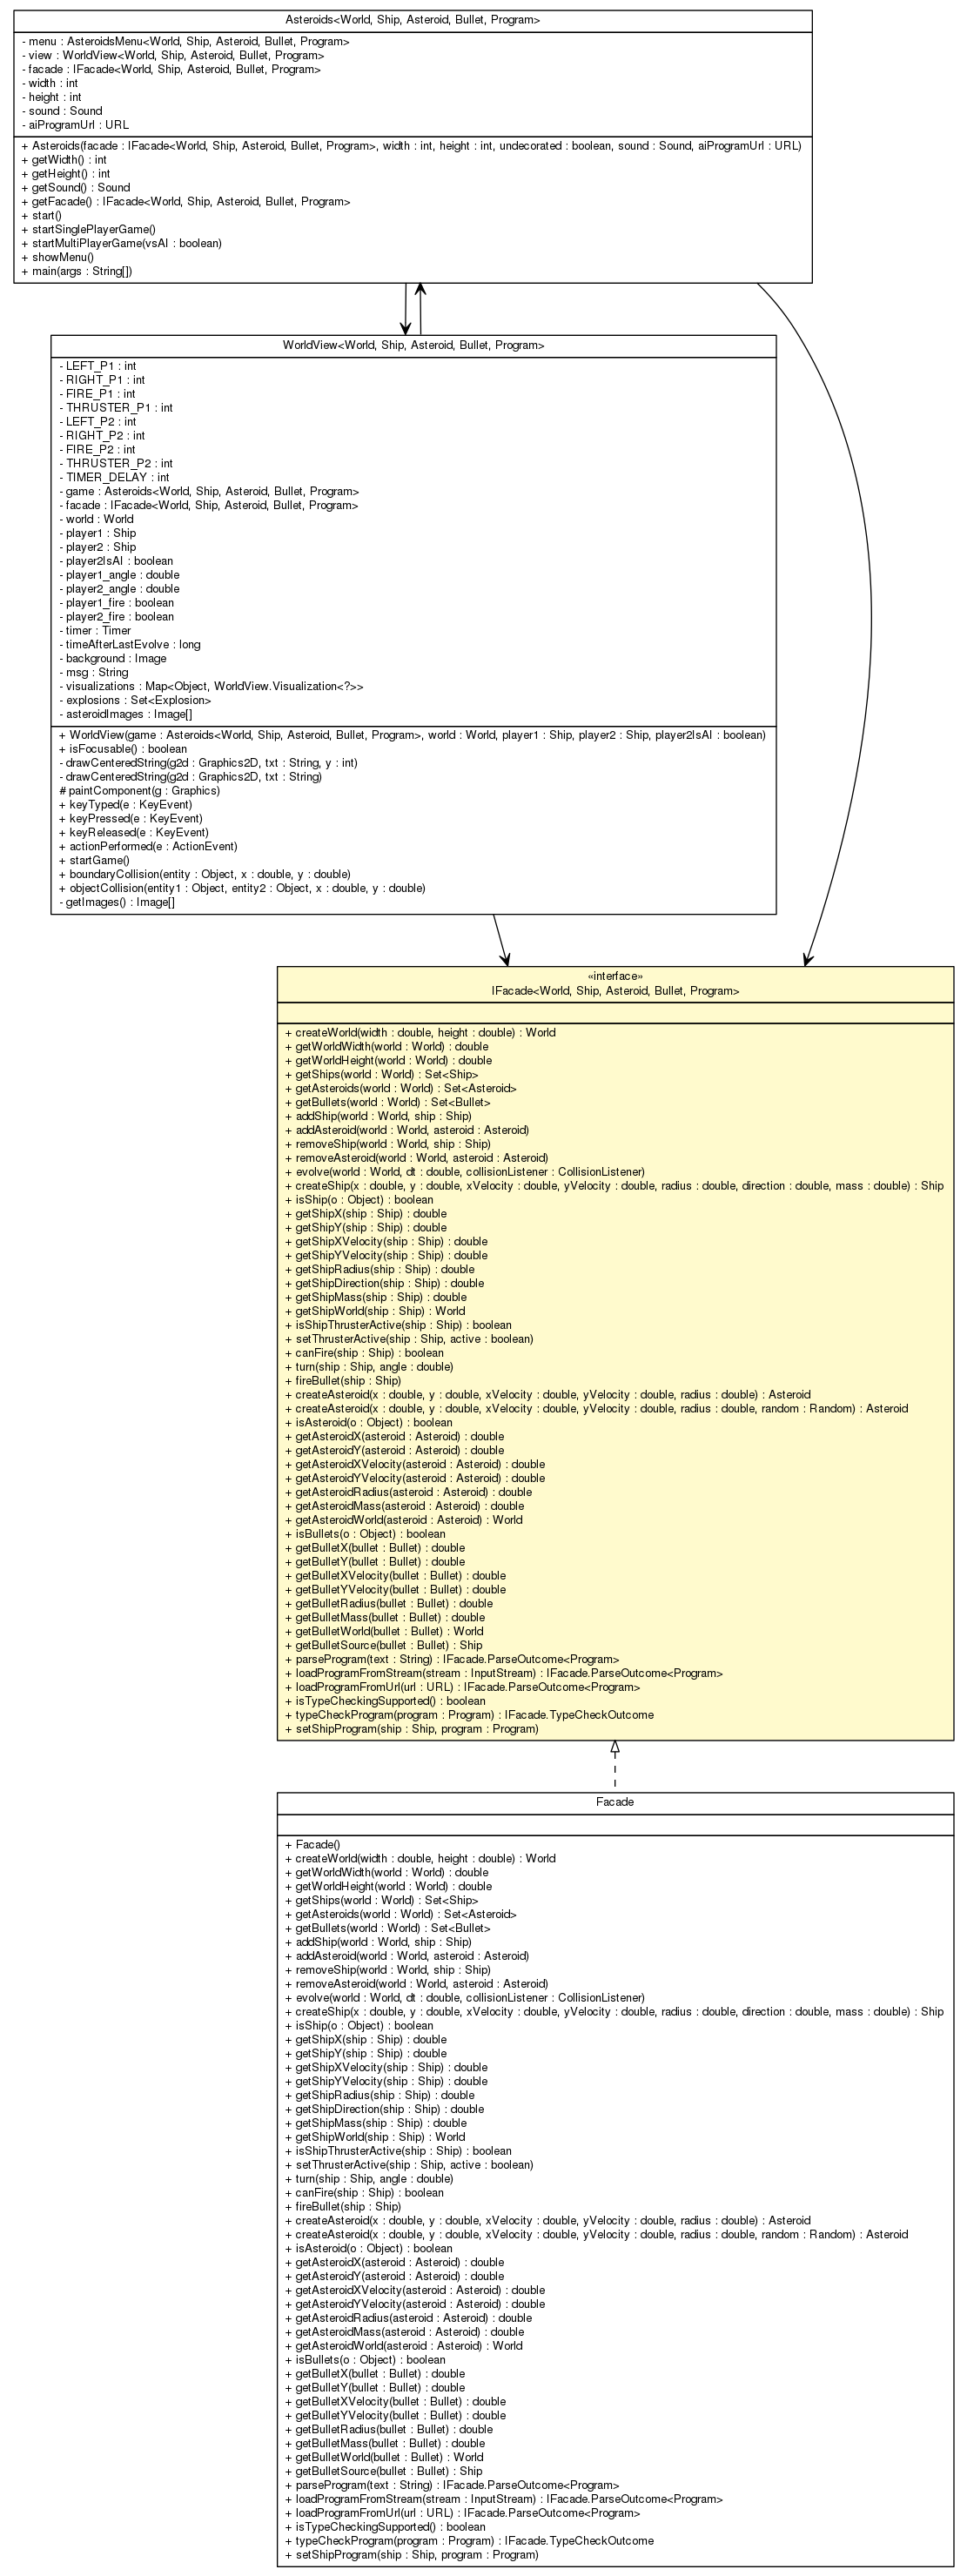 Asteroids<World, Ship, Asteroid, Bullet, Program>
- menu : AsteroidsMenu<World, Ship, Asteroid, Bullet, Program>
- view : WorldView<World, Ship, Asteroid, Bullet, Program>
- facade : IFacade<World, Ship, Asteroid, Bullet, Program>
- width : int
- height : int
- sound : Sound
- aiProgramUrl : URL
+ Asteroids(facade : IFacade<World, Ship, Asteroid, Bullet, Program>, width : int, height : int, undecorated : boolean, sound : Sound, aiProgramUrl : URL)
+ getWidth() : int
+ getHeight() : int
+ getSound() : Sound
+ getFacade() : IFacade<World, Ship, Asteroid, Bullet, Program>
+ start()
+ startSinglePlayerGame()
+ startMultiPlayerGame(vsAI : boolean)
+ showMenu()
+ main(args : String[])
WorldView<World, Ship, Asteroid, Bullet, Program>
- LEFT_P1 : int
- RIGHT_P1 : int
- FIRE_P1 : int
- THRUSTER_P1 : int
- LEFT_P2 : int
- RIGHT_P2 : int
- FIRE_P2 : int
- THRUSTER_P2 : int
- TIMER_DELAY : int
- game : Asteroids<World, Ship, Asteroid, Bullet, Program>
- facade : IFacade<World, Ship, Asteroid, Bullet, Program>
- world : World
- player1 : Ship
- player2 : Ship
- player2IsAI : boolean
- player1_angle : double
- player2_angle : double
- player1_fire : boolean
- player2_fire : boolean
- timer : Timer
- timeAfterLastEvolve : long
- background : Image
- msg : String
- visualizations : Map<Object, WorldView.Visualization<?>>
- explosions : Set<Explosion>
- asteroidImages : Image[]
+ WorldView(game : Asteroids<World, Ship, Asteroid, Bullet, Program>, world : World, player1 : Ship, player2 : Ship, player2IsAI : boolean)
+ isFocusable() : boolean
- drawCenteredString(g2d : Graphics2D, txt : String, y : int)
- drawCenteredString(g2d : Graphics2D, txt : String)
# paintComponent(g : Graphics)
+ keyTyped(e : KeyEvent)
+ keyPressed(e : KeyEvent)
+ keyReleased(e : KeyEvent)
+ actionPerformed(e : ActionEvent)
+ startGame()
+ boundaryCollision(entity : Object, x : double, y : double)
+ objectCollision(entity1 : Object, entity2 : Object, x : double, y : double)
- getImages() : Image[]
«interface»
IFacade<World, Ship, Asteroid, Bullet, Program>
+ createWorld(width : double, height : double) : World
+ getWorldWidth(world : World) : double
+ getWorldHeight(world : World) : double
+ getShips(world : World) : Set<Ship>
+ getAsteroids(world : World) : Set<Asteroid>
+ getBullets(world : World) : Set<Bullet>
+ addShip(world : World, ship : Ship)
+ addAsteroid(world : World, asteroid : Asteroid)
+ removeShip(world : World, ship : Ship)
+ removeAsteroid(world : World, asteroid : Asteroid)
+ evolve(world : World, dt : double, collisionListener : CollisionListener)
+ createShip(x : double, y : double, xVelocity : double, yVelocity : double, radius : double, direction : double, mass : double) : Ship
+ isShip(o : Object) : boolean
+ getShipX(ship : Ship) : double
+ getShipY(ship : Ship) : double
+ getShipXVelocity(ship : Ship) : double
+ getShipYVelocity(ship : Ship) : double
+ getShipRadius(ship : Ship) : double
+ getShipDirection(ship : Ship) : double
+ getShipMass(ship : Ship) : double
+ getShipWorld(ship : Ship) : World
+ isShipThrusterActive(ship : Ship) : boolean
+ setThrusterActive(ship : Ship, active : boolean)
+ canFire(ship : Ship) : boolean
+ turn(ship : Ship, angle : double)
+ fireBullet(ship : Ship)
+ createAsteroid(x : double, y : double, xVelocity : double, yVelocity : double, radius : double) : Asteroid
+ createAsteroid(x : double, y : double, xVelocity : double, yVelocity : double, radius : double, random : Random) : Asteroid
+ isAsteroid(o : Object) : boolean
+ getAsteroidX(asteroid : Asteroid) : double
+ getAsteroidY(asteroid : Asteroid) : double
+ getAsteroidXVelocity(asteroid : Asteroid) : double
+ getAsteroidYVelocity(asteroid : Asteroid) : double
+ getAsteroidRadius(asteroid : Asteroid) : double
+ getAsteroidMass(asteroid : Asteroid) : double
+ getAsteroidWorld(asteroid : Asteroid) : World
+ isBullets(o : Object) : boolean
+ getBulletX(bullet : Bullet) : double
+ getBulletY(bullet : Bullet) : double
+ getBulletXVelocity(bullet : Bullet) : double
+ getBulletYVelocity(bullet : Bullet) : double
+ getBulletRadius(bullet : Bullet) : double
+ getBulletMass(bullet : Bullet) : double
+ getBulletWorld(bullet : Bullet) : World
+ getBulletSource(bullet : Bullet) : Ship
+ parseProgram(text : String) : IFacade.ParseOutcome<Program>
+ loadProgramFromStream(stream : InputStream) : IFacade.ParseOutcome<Program>
+ loadProgramFromUrl(url : URL) : IFacade.ParseOutcome<Program>
+ isTypeCheckingSupported() : boolean
+ typeCheckProgram(program : Program) : IFacade.TypeCheckOutcome
+ setShipProgram(ship : Ship, program : Program)
Facade
+ Facade()
+ createWorld(width : double, height : double) : World
+ getWorldWidth(world : World) : double
+ getWorldHeight(world : World) : double
+ getShips(world : World) : Set<Ship>
+ getAsteroids(world : World) : Set<Asteroid>
+ getBullets(world : World) : Set<Bullet>
+ addShip(world : World, ship : Ship)
+ addAsteroid(world : World, asteroid : Asteroid)
+ removeShip(world : World, ship : Ship)
+ removeAsteroid(world : World, asteroid : Asteroid)
+ evolve(world : World, dt : double, collisionListener : CollisionListener)
+ createShip(x : double, y : double, xVelocity : double, yVelocity : double, radius : double, direction : double, mass : double) : Ship
+ isShip(o : Object) : boolean
+ getShipX(ship : Ship) : double
+ getShipY(ship : Ship) : double
+ getShipXVelocity(ship : Ship) : double
+ getShipYVelocity(ship : Ship) : double
+ getShipRadius(ship : Ship) : double
+ getShipDirection(ship : Ship) : double
+ getShipMass(ship : Ship) : double
+ getShipWorld(ship : Ship) : World
+ isShipThrusterActive(ship : Ship) : boolean
+ setThrusterActive(ship : Ship, active : boolean)
+ turn(ship : Ship, angle : double)
+ canFire(ship : Ship) : boolean
+ fireBullet(ship : Ship)
+ createAsteroid(x : double, y : double, xVelocity : double, yVelocity : double, radius : double) : Asteroid
+ createAsteroid(x : double, y : double, xVelocity : double, yVelocity : double, radius : double, random : Random) : Asteroid
+ isAsteroid(o : Object) : boolean
+ getAsteroidX(asteroid : Asteroid) : double
+ getAsteroidY(asteroid : Asteroid) : double
+ getAsteroidXVelocity(asteroid : Asteroid) : double
+ getAsteroidYVelocity(asteroid : Asteroid) : double
+ getAsteroidRadius(asteroid : Asteroid) : double
+ getAsteroidMass(asteroid : Asteroid) : double
+ getAsteroidWorld(asteroid : Asteroid) : World
+ isBullets(o : Object) : boolean
+ getBulletX(bullet : Bullet) : double
+ getBulletY(bullet : Bullet) : double
+ getBulletXVelocity(bullet : Bullet) : double
+ getBulletYVelocity(bullet : Bullet) : double
+ getBulletRadius(bullet : Bullet) : double
+ getBulletMass(bullet : Bullet) : double
+ getBulletWorld(bullet : Bullet) : World
+ getBulletSource(bullet : Bullet) : Ship
+ parseProgram(text : String) : IFacade.ParseOutcome<Program>
+ loadProgramFromStream(stream : InputStream) : IFacade.ParseOutcome<Program>
+ loadProgramFromUrl(url : URL) : IFacade.ParseOutcome<Program>
+ isTypeCheckingSupported() : boolean
+ typeCheckProgram(program : Program) : IFacade.TypeCheckOutcome
+ setShipProgram(ship : Ship, program : Program)